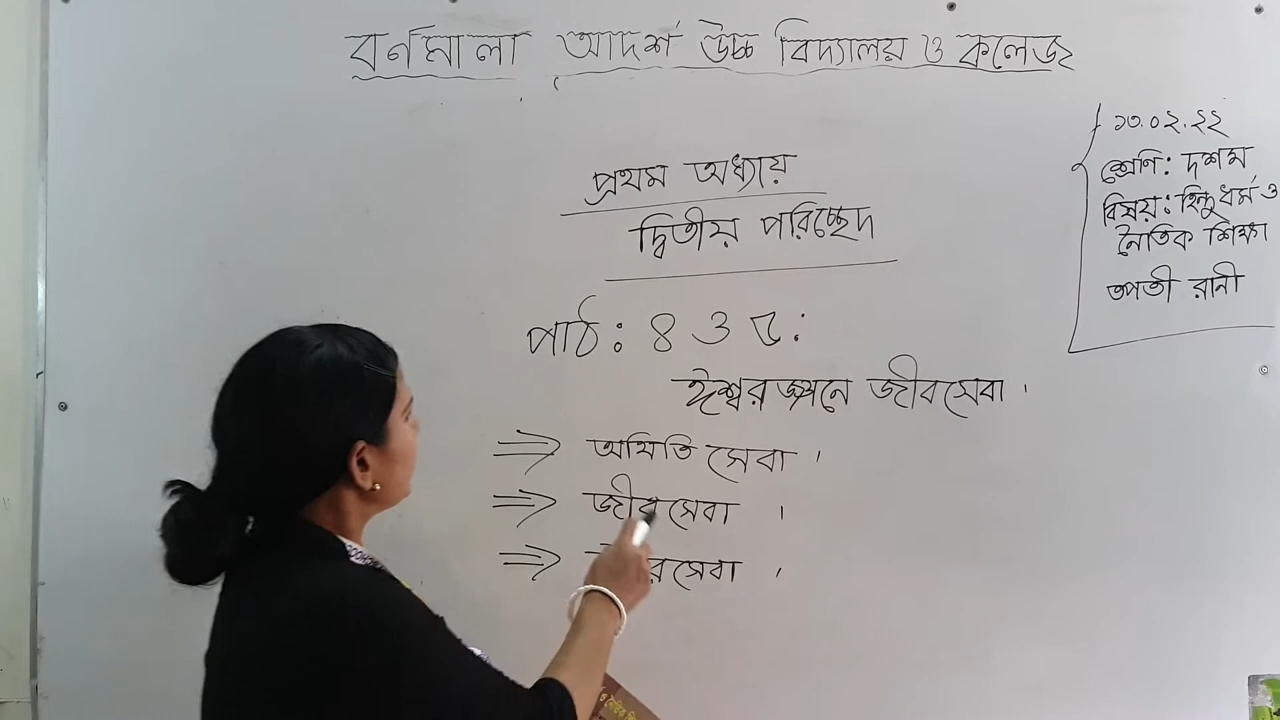 বর্ণমালা আদর্শ উচ্চ বিদ্যালয় ও কলেজ
১৩.০২.২২
শ্রেণি: দশম
বিষয়: হিন্দুধর্ম ও
নৈতিক শিক্ষা
তপতী রানী
প্রথম অধ্যায়
দ্বিতীয় পরিচ্ছেদ
পাঠ: ৪ ও ৫:
ঈশ্বরজ্ঞানে জীবসেবা।
⇒ অতিথি সেবা।
⇒ জীবসেবা।
⇒ সেবা।